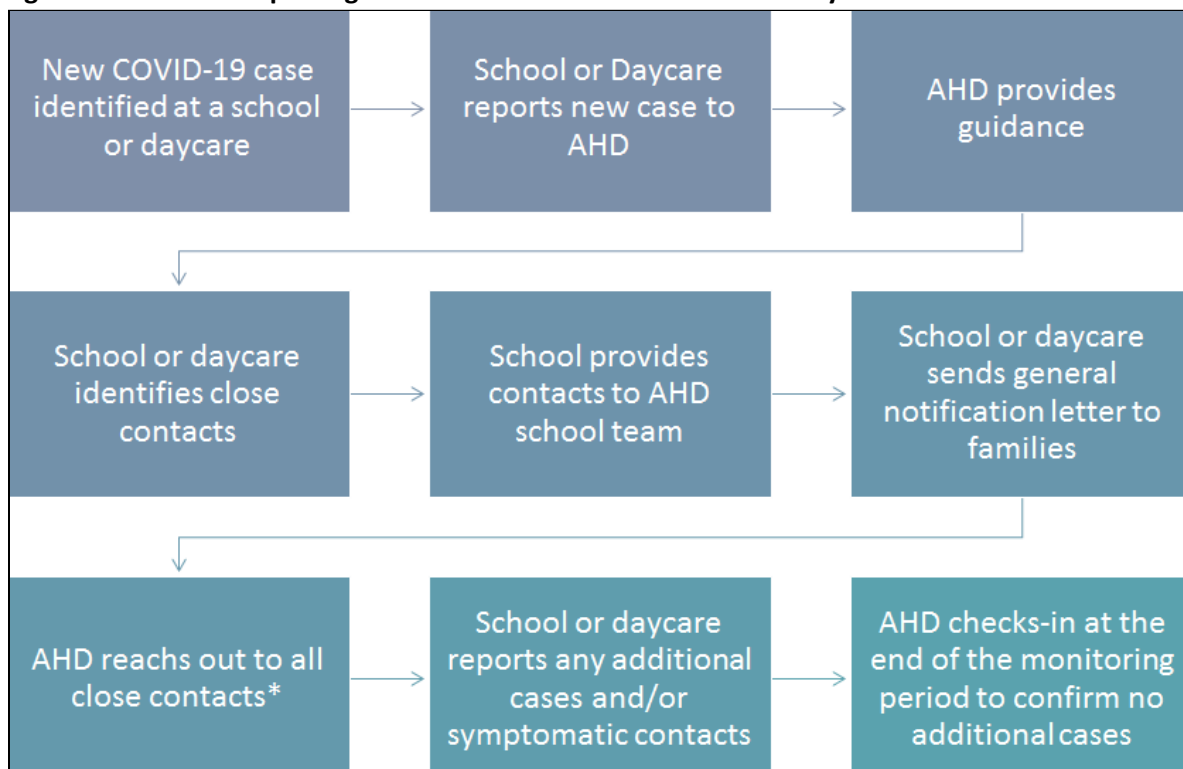 New COVID-19 case
identified at a school
or daycare
School or Daycare
reports new case to
AHD
AHD provides
guidance
School or daycare
identifies close
contacts
School provides
contacts to AHD
school team
School or daycare
sends general
notification letter to
families
AHD reachs out to all
close contacts*
School or daycare
reports any additional
cases and/or
symptomatic contacts
AHD checks-in at the
end of the monitoring
period to confirm no
additional cases